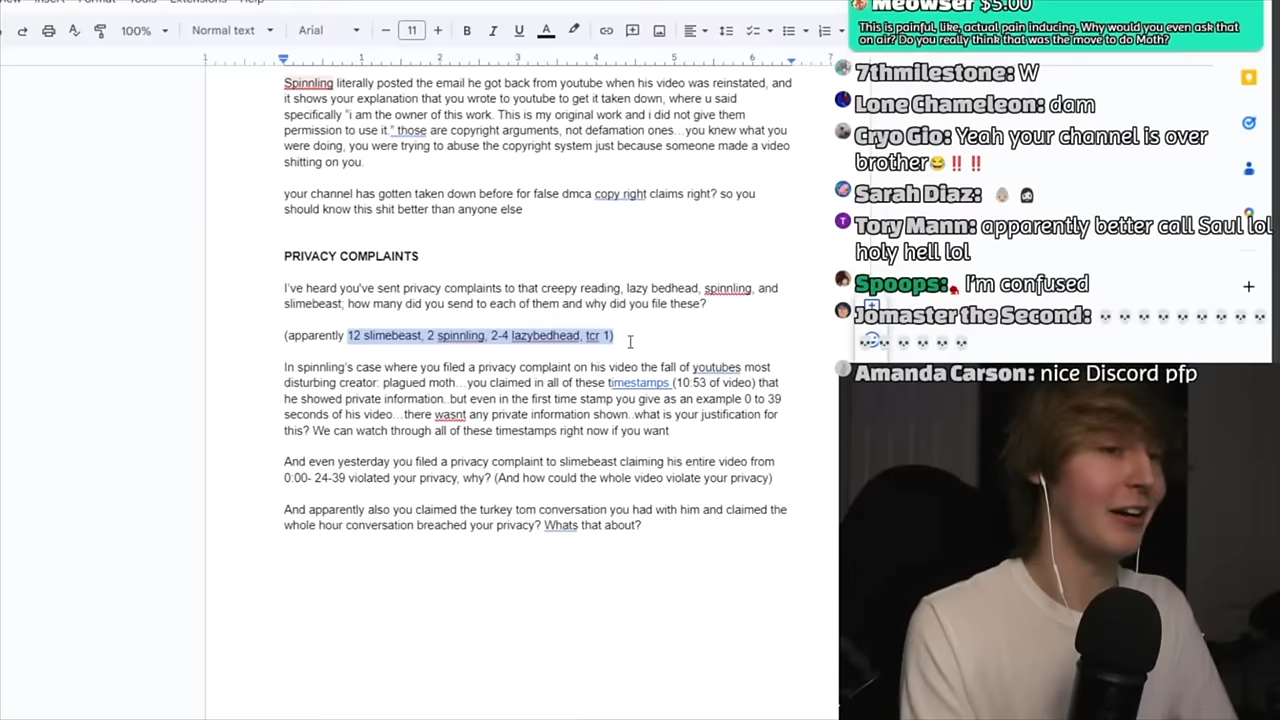 Meowser $5.00
This is painful, like, actual pain inducing. Why would you even ask that
on air? Do you really think that was the move to do Moth?
100%
Normal text
Arial
11
B I U A
1 1 2 3 4 5 6 7
Spinnling literally posted the email he got back from youtube when his video was reinstated, and
it shows your explanation that you wrote to youtube to get it taken down, where u said
specifically "i am the owner of this work. This is my original work and i did not give them
permission to use it." those are copyright arguments, not defamation ones…you knew what you
were doing, you were trying to abuse the copyright system just because someone made a video
shitting on you.
your channel has gotten taken down before for false dmca copy right claims right? so you
should know this shit better than anyone else
PRIVACY COMPLAINTS
I've heard you've sent privacy complaints to that creepy reading, lazy bedhead, spinnling, and
slimebeast; how many did you send to each of them and why did you file these?
(apparently 12 slimebeast, 2 spinnling, 2-4 lazybedhead, tcr 1)
In spinnling's case where you filed a privacy complaint on his video the fall of youtubes most
disturbing creator: plagued moth…you claimed in all of these timestamps (10:53 of video) that
he showed private information..but even in the first time stamp you give as an example 0 to 39
seconds of his video…there wasnt any private information shown..what is your justification for
this? We can watch through all of these timestamps right now if you want
And even yesterday you filed a privacy complaint to slimebeast claiming his entire video from
0:00- 24-39 violated your privacy, why? (And how could the whole video violate your privacy)
And apparently also you claimed the turkey tom conversation you had with him and claimed the
whole hour conversation breached your privacy? Whats that about?
7thmilestone: W
Lone Chameleon: dam
Cryo Gio: Yeah your channel is over
brother😂‼️‼️
Sarah Diaz: 👴🏼 🧔🏻
T
Tory Mann: apparently better call Saul lol
holy hell lol
Spoops: I'm confused
Jomaster the Second: 💀 💀 💀 💀 💀 💀 💀 💀 💀 💀
💀 💀 💀 💀 💀
Amanda Carson: nice Discord pfp